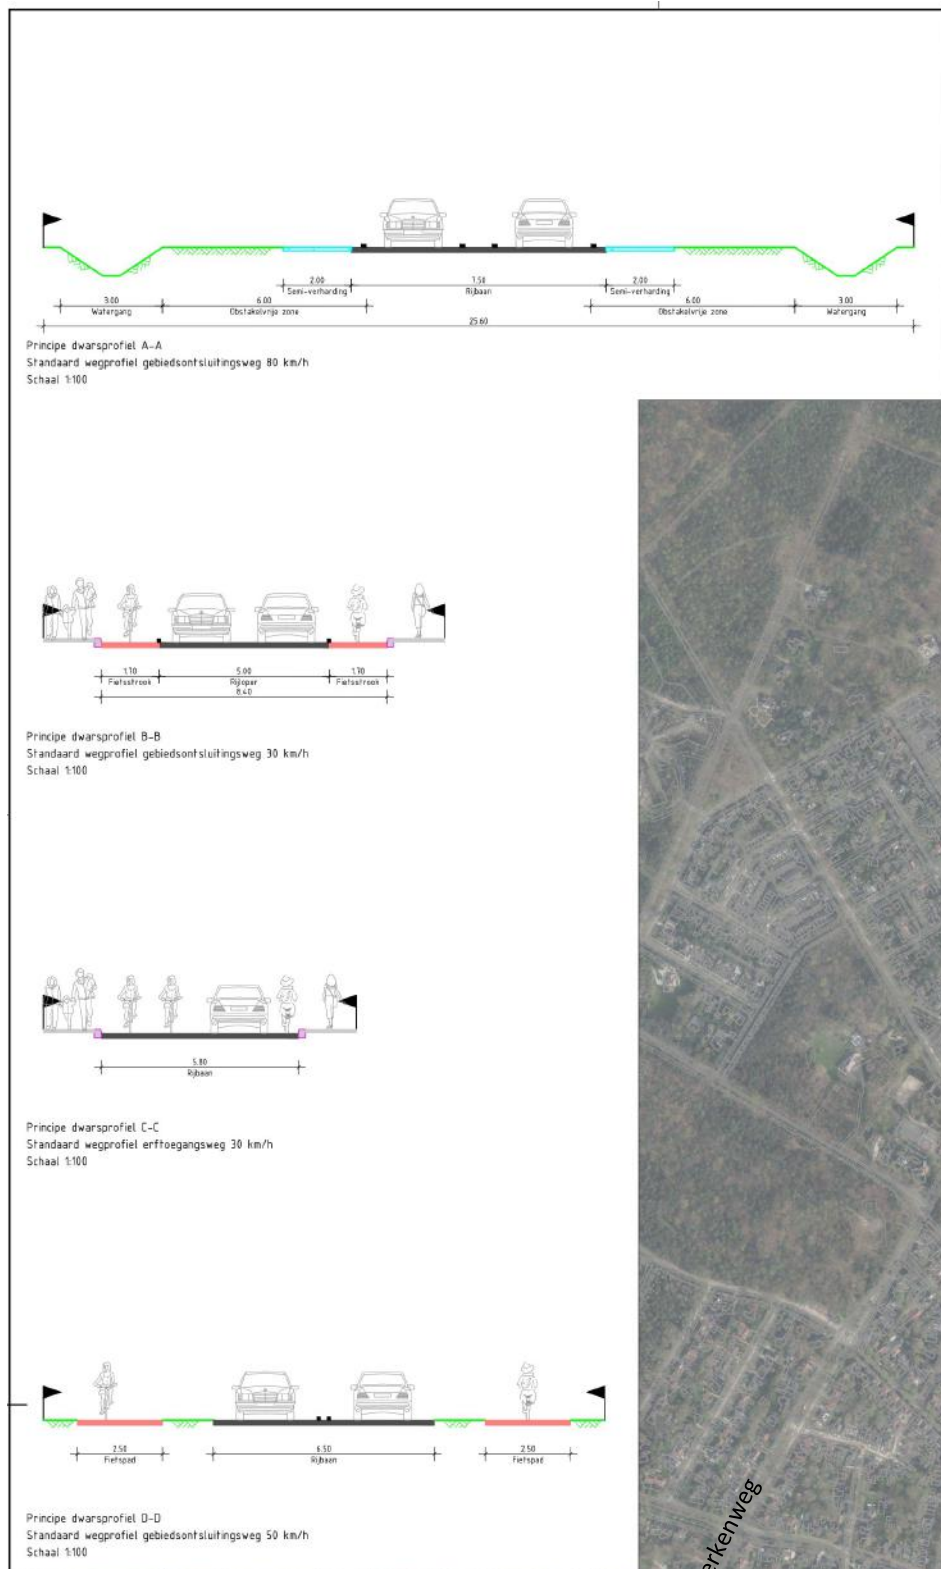 2.00
7.50
2.00
Semi-verharding
Rijbaan
Semi-verharding
3.00
6.00
6.00
3.00
Watergang
Obstakelvrije zone
Obstakelvrije zone
Watergang
25.60
Principe dwarsprofiel A-A
Standaard wegprofiel gebiedsontsluitingsweg 80 km/h
Schaal 1:100
1.70
5.00
1.70
Fietsstrook
Rijloper
Fietsstrook
8.40
Principe dwarsprofiel B-B
Standaard wegprofiel gebiedsontsluitingsweg 30 km/h
Schaal 1:100
5.80
Rijbaan
Principe dwarsprofiel C-C
Standaard wegprofiel erftoegangsweg 30 km/h
Schaal 1:100
2.50
6.50
2.50
Fietspad
Rijbaan
Fietspad
Principe dwarsprofiel D-D
Standaard wegprofiel gebiedsontsluitingsweg 50 km/h
Schaal 1:100
erkenweg